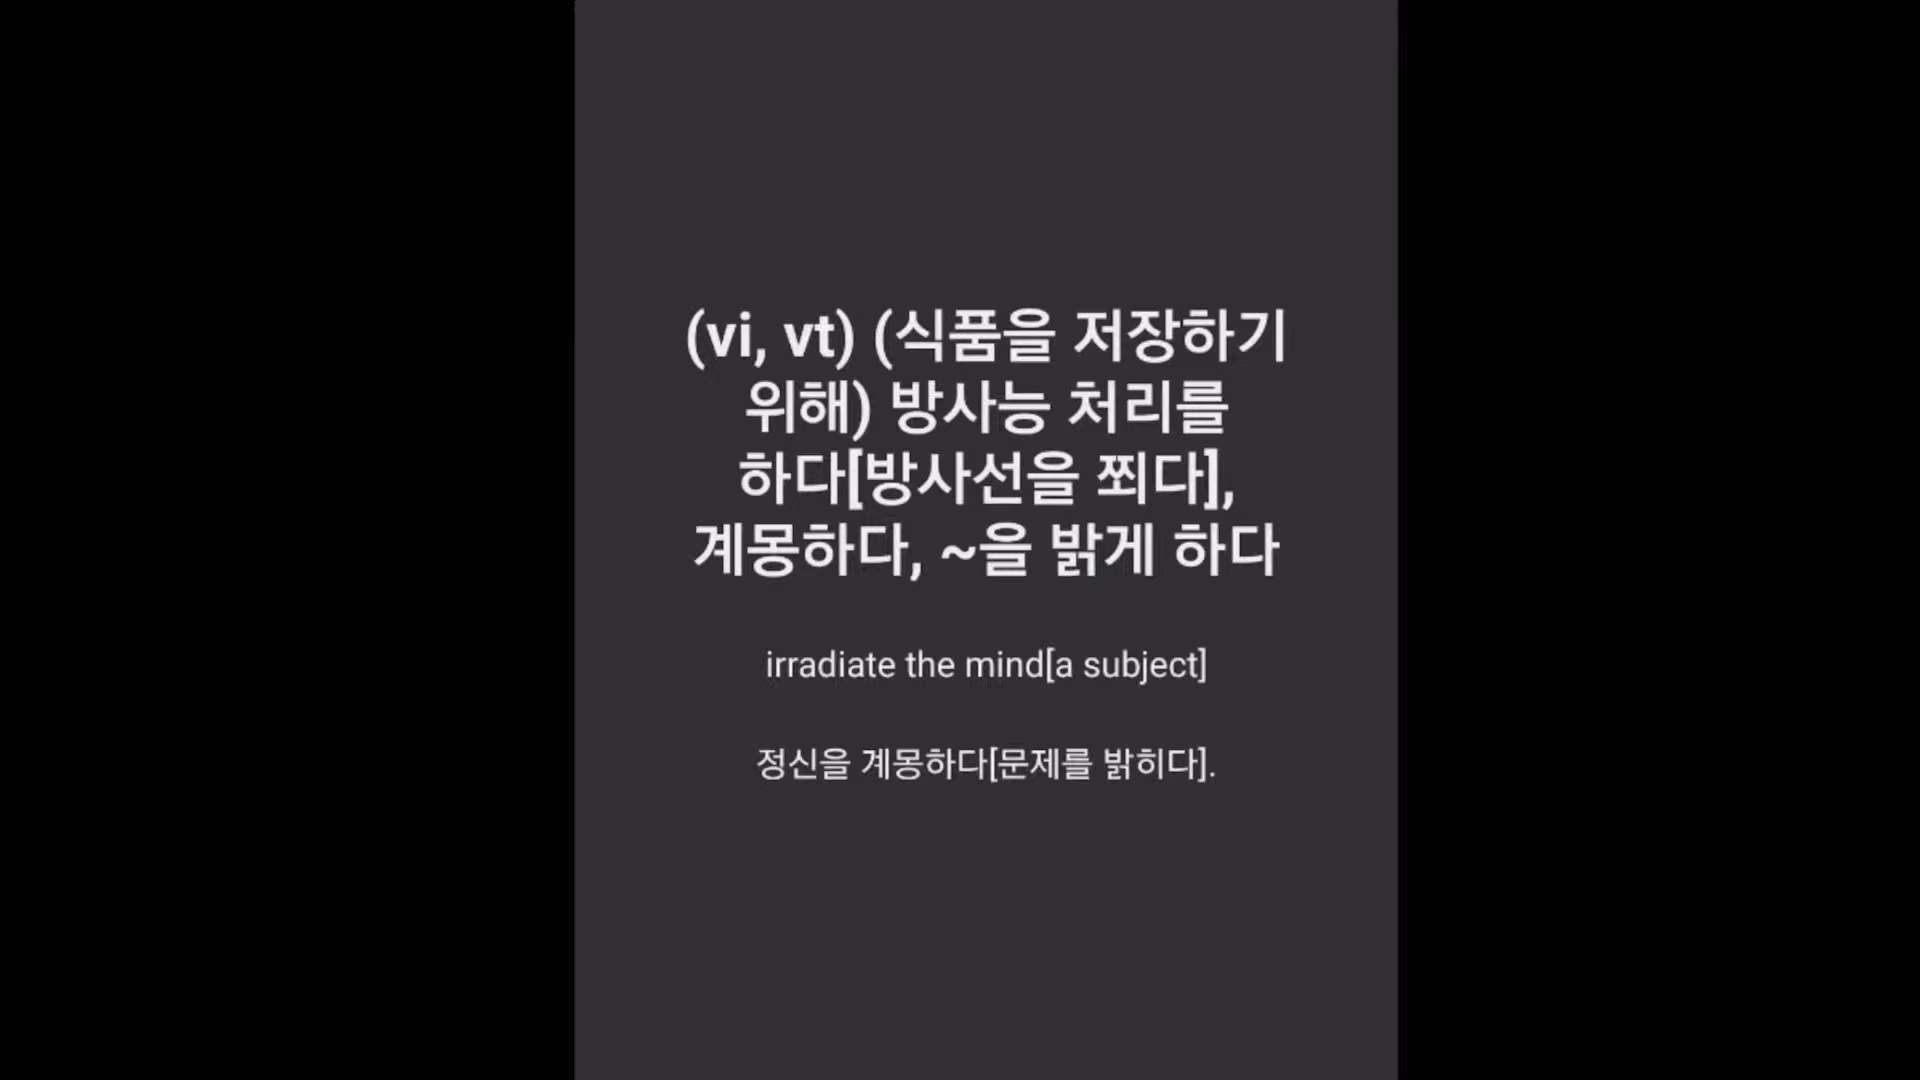 (vi, vt) (식품을 저장하기
위해) 방사능 처리를
하다[방사선을 쬐다],
계몽하다, ~을 밝게 하다
irradiate the mind[a subject]
정신을 계몽하다[문제를 밝히다].